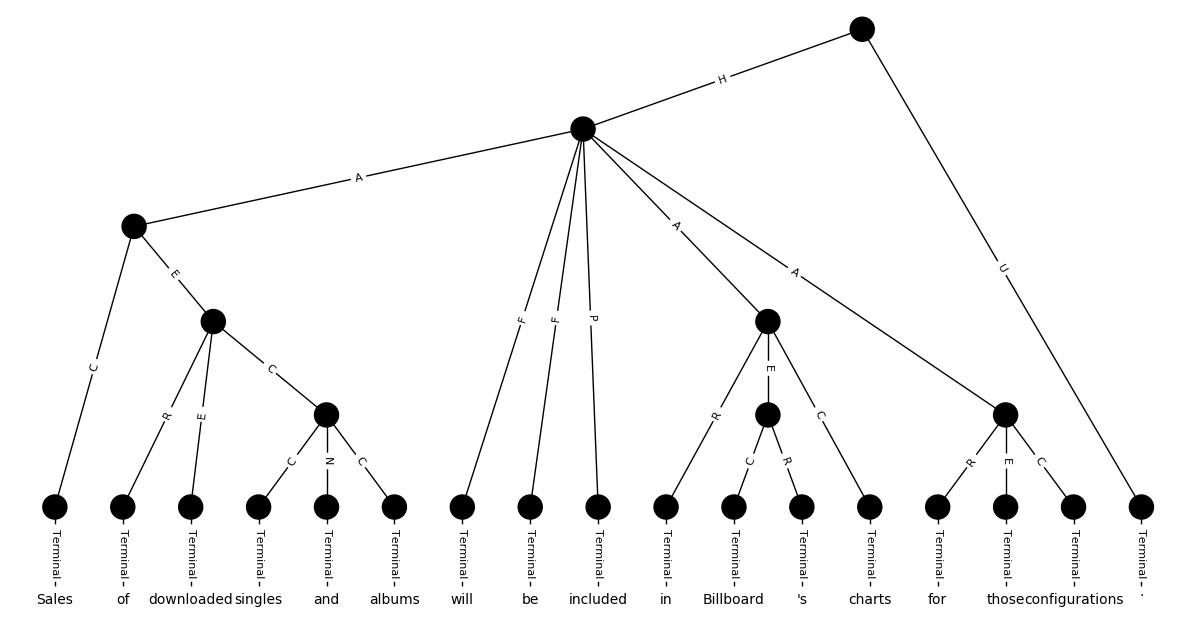 H
A
A
U
A
E
F
F
P
C
C
E
R
E
R
C
C
N
C
C
R
R
E
C
Terminal Terminal Terminal Terminal Terminal Terminal Terminal Terminal Terminal Terminal Terminal Terminal Terminal Terminal Terminal Terminal Terminal
Sales of downloaded singles and albums will be included in Billboard 's charts for those configurations .